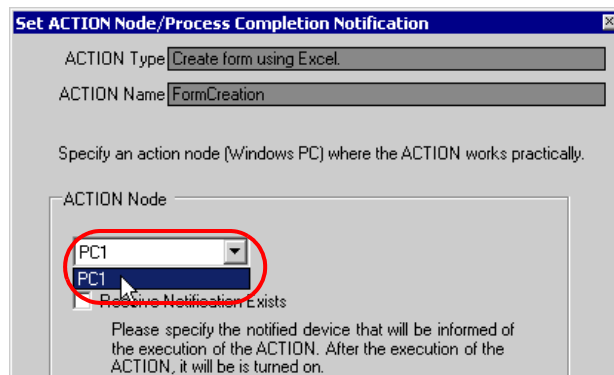 Set ACTION Node/Process Completion Notification
ACTION Type Create form using Excel.
ACTION Name FormCreation
Specify an action node (Windows PC) where the ACTION works practically.
ACTION Node
PC1
PC1
Receive Notification Exists
Please specify the notified device that will be informed of
the execution of the ACTION. After the execution of the
ACTION, it will be is turned on.